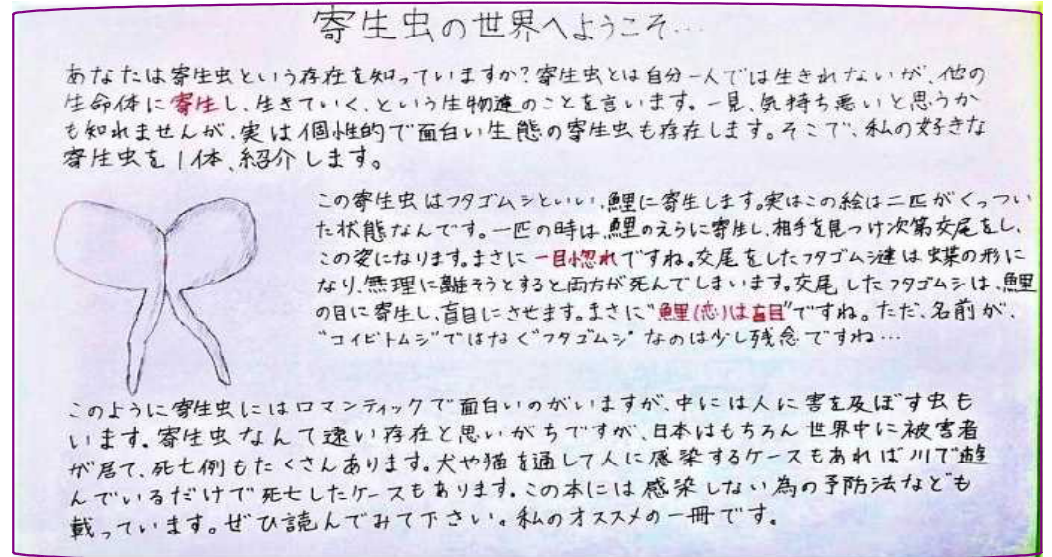 寄生虫の世界へようこそ…
あなたは寄生虫という存在を知っていますか?寄生虫とは自分一人では生きれないが、他の
生命体に寄生し、生きていく、という生物達のことを言います。一見、気持ち悪いと思うか
も知れませんが、実は個性的で面白い生態の寄生虫も存在します。そこで、私の好きな
寄生虫を1体、紹介します。
この寄生虫はフタゴムシといい、鯉に寄生します。実はこの絵は二匹がくっつい
た状態なんです。一匹の時は、鯉のえらに寄生し、相手を見つけ次第交尾をし、
この姿になります。まさに一目惚れですね。交尾をしたフタゴムシ達は蝶の形に
なり、無理に離そうとすると両方が死んでしまいます。交尾したフタゴムシは、鯉
の目に寄生し、盲目にさせます。まさに"鯉(恋)は盲目"ですね。ただ、名前が、
"コイビトムシ"ではなく"フタゴムシ"なのは少し残念ですね…
このように寄生虫にはロマンティックで面白いのがいますが、中には人に害を及ぼす虫も
います。寄生虫なんて遠い存在と思いがちですが、日本はもちろん世界中に被害者
が居て、死亡例もたくさんあります。犬や猫を通して人に感染するケースもあれば川で遊
んでいるだけで死亡したケースもあります。この本には感染しない為の予防法なども
載っています。ぜひ読んでみて下さい。私のオススメの一冊です。